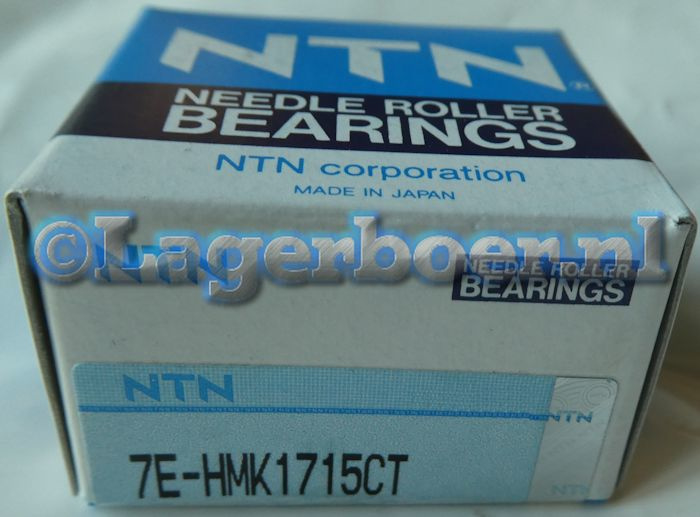 NTN®
NEEDLE ROLLER
BEARINGS
NTN corporation
MADE IN JAPAN
©Lagerboer.nl
NTN
NEEDLE ROLLER
BEARINGS
NTN
NTN
7E-HMK1715CT
NTN